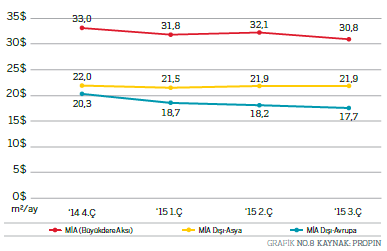 35$
30$
25$
20$
15$
10$
5$
0$
m²/ay
33,0
31,8
32,1
30,8
22,0
21,5
21,9
21,9
20,3
18,7
18,2
17,7
'14 4.Ç
'15 1.Ç
'15 2.Ç
'15 3.Ç
MİA (Büyükdere Aksı)
MİA Dışı-Asya
MİA Dışı-Avrupa
GRAFİK NO.8 KAYNAK: PROPIN